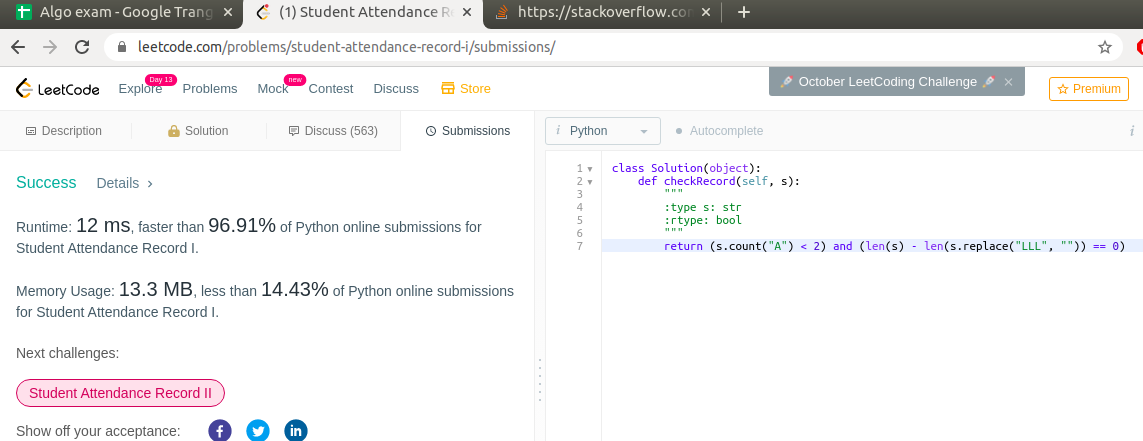 Algo exam - Google Trang
(1) Student Attendance R
https://stackoverflow.co
leetcode.com/problems/student-attendance-record-i/submissions/
LeetCode
Explore
Day 13
Problems
Mock
new
Contest
Discuss
Store
October LeetCoding Challenge
Premium
Description
Solution
Discuss (563)
Submissions
i Python
Autocomplete
i
Success
Details
Runtime: 12 ms, faster than 96.91% of Python online submissions for
Student Attendance Record I.
Memory Usage: 13.3 MB, less than 14.43% of Python online submissions
for Student Attendance Record I.
Next challenges:
Student Attendance Record II
Show off your acceptance:
1 class Solution(object):
2     def checkRecord(self, s):
3         """
4         :type s: str
5         :rtype: bool
6         """
7         return (s.count("A") < 2) and (len(s) - len(s.replace("LLL", "")) == 0)